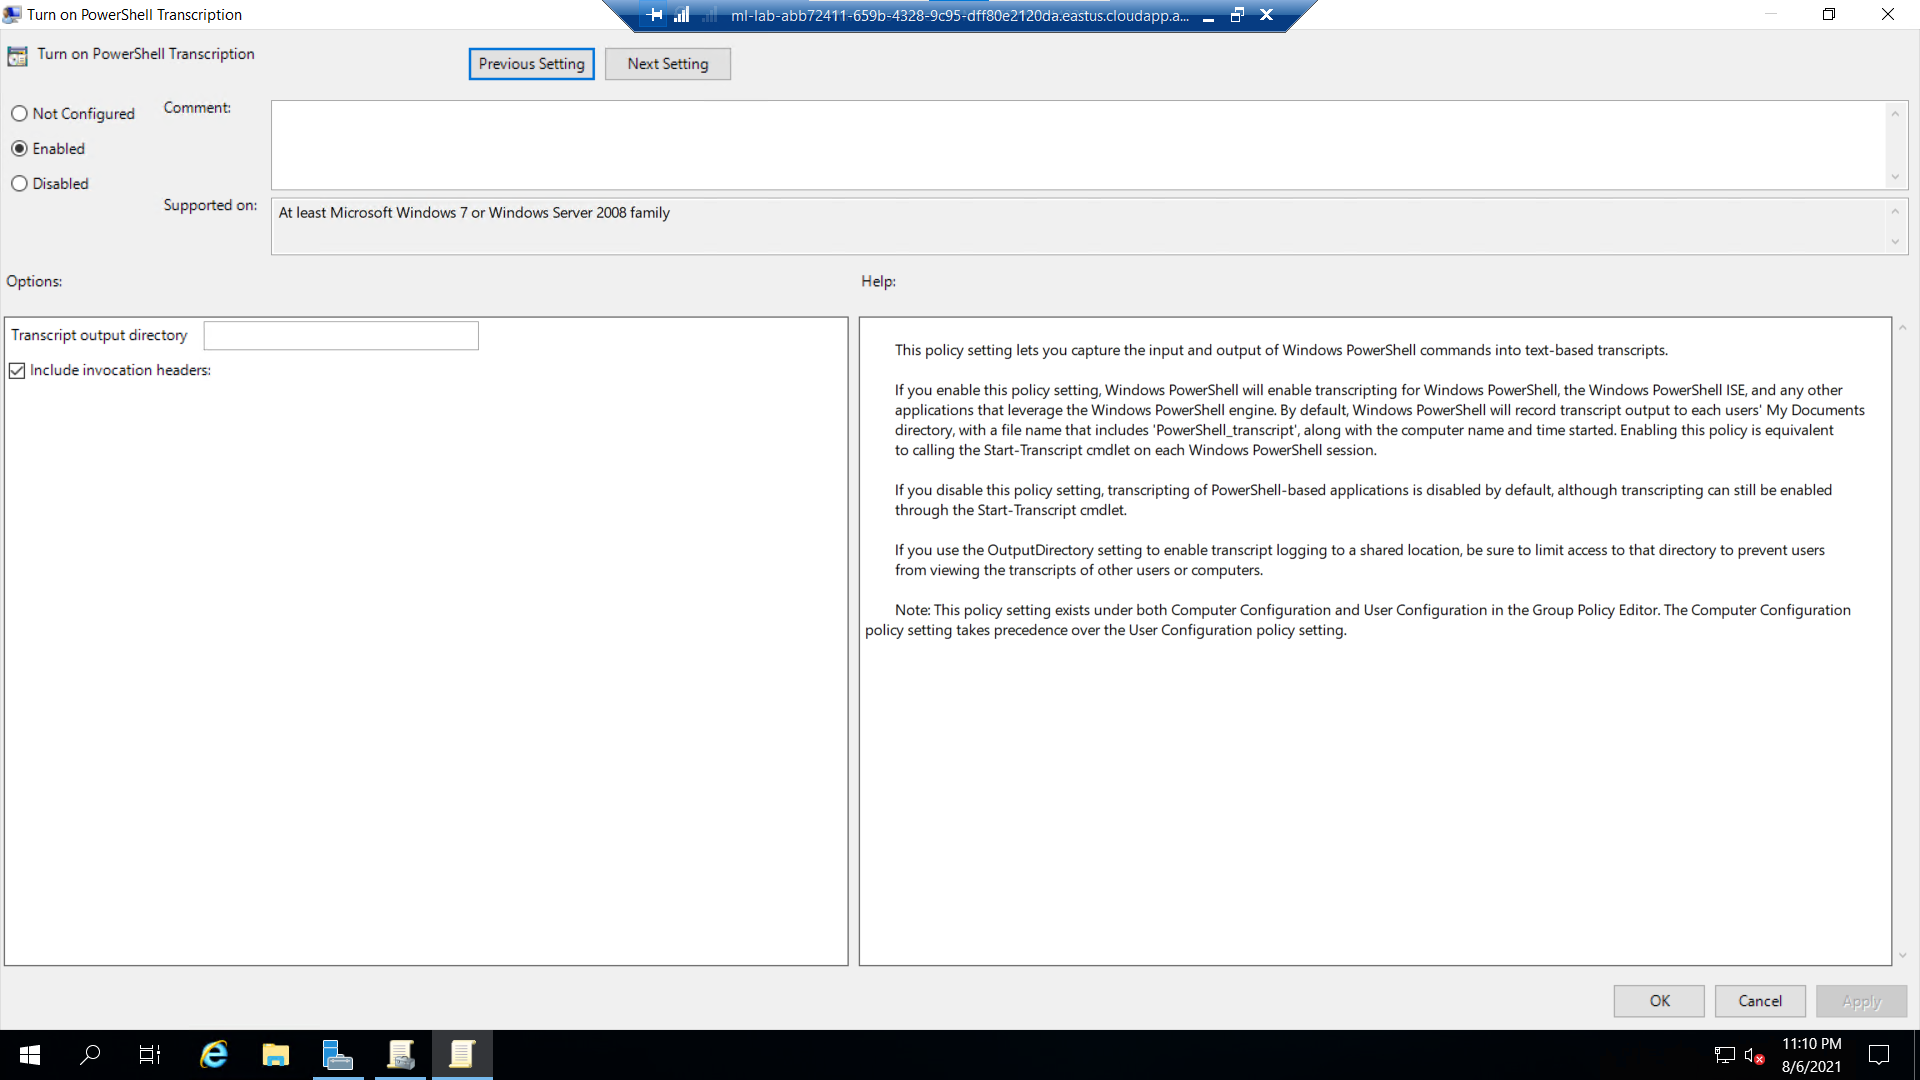 Turn on PowerShell Transcription
ml-lab-abb72411-659b-4328-9c95-dff80e2120da.eastus.cloudapp.a...
Turn on PowerShell Transcription
Previous Setting
Next Setting
Not Configured
Enabled
Disabled
Comment:
Supported on:
At least Microsoft Windows 7 or Windows Server 2008 family
Options:
Help:
Transcript output directory
Include invocation headers:
This policy setting lets you capture the input and output of Windows PowerShell commands into text-based transcripts.
If you enable this policy setting, Windows PowerShell will enable transcripting for Windows PowerShell, the Windows PowerShell ISE, and any other
applications that leverage the Windows PowerShell engine. By default, Windows PowerShell will record transcript output to each users' My Documents
directory, with a file name that includes 'PowerShell_transcript', along with the computer name and time started. Enabling this policy is equivalent
to calling the Start-Transcript cmdlet on each Windows PowerShell session.
If you disable this policy setting, transcripting of PowerShell-based applications is disabled by default, although transcripting can still be enabled
through the Start-Transcript cmdlet.
If you use the OutputDirectory setting to enable transcript logging to a shared location, be sure to limit access to that directory to prevent users
from viewing the transcripts of other users or computers.
Note: This policy setting exists under both Computer Configuration and User Configuration in the Group Policy Editor. The Computer Configuration
policy setting takes precedence over the User Configuration policy setting.
OK
Cancel
Apply
11:10 PM
8/6/2021